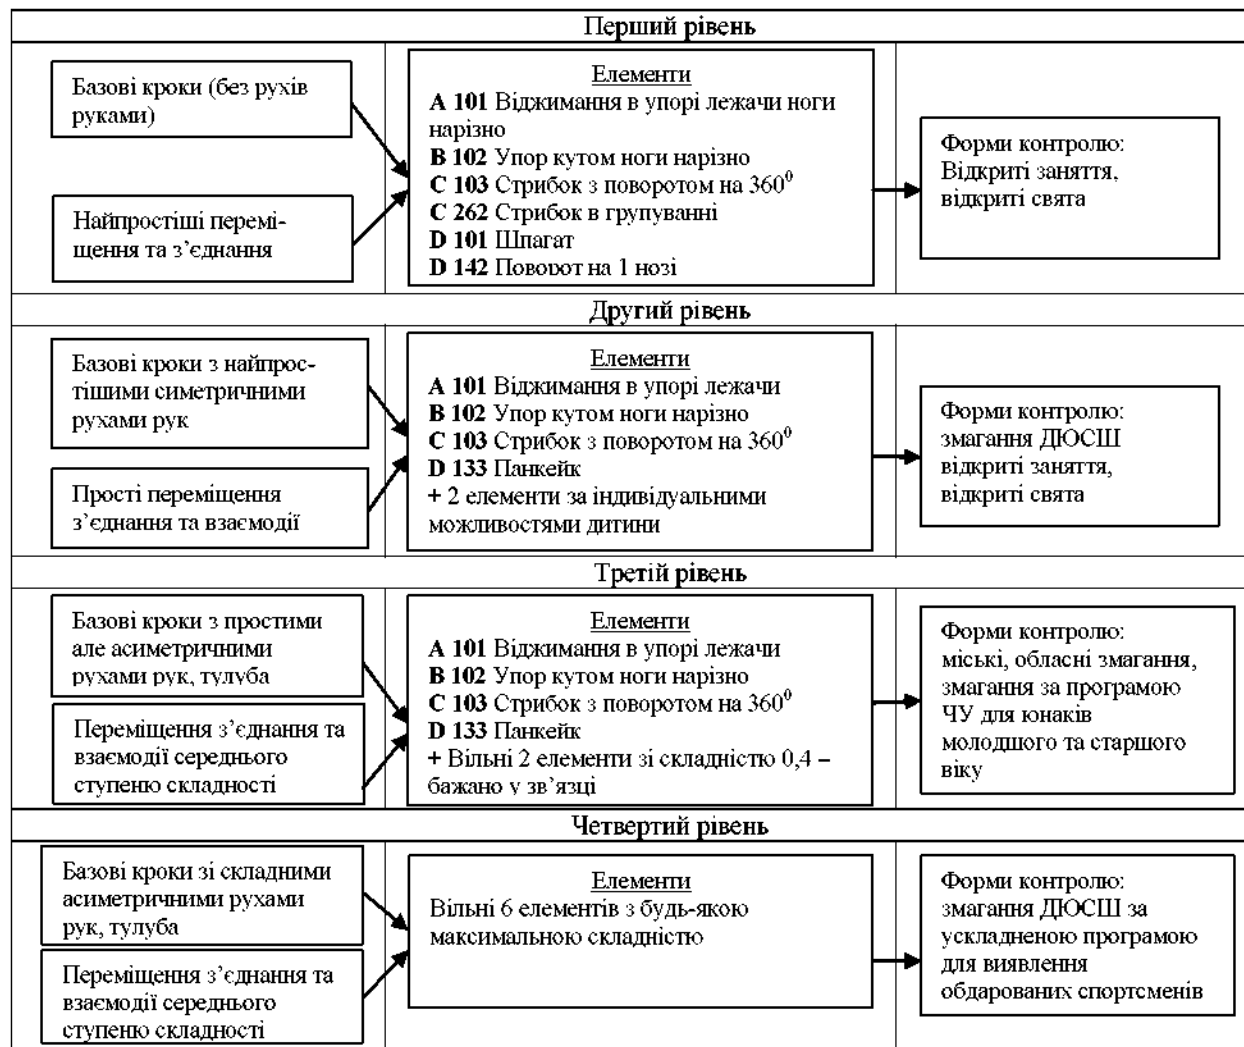 Перший рівень
Базові кроки (без рухів
руками)
Найпростіші перемі-
щення та з’єднання
Елементи
A 101 Віджимання в упорі лежачи ноги
нарізно
B 102 Упор кутом ноги нарізно
C 103 Стрибок з поворотом на 360⁰
C 262 Стрибок в групуванні
D 101 Шпагат
D 142 Поворот на 1 нозі
Форми контролю:
Відкриті заняття,
відкриті свята
Другий рівень
Базові кроки з найпрос-
тішими симетричними
рухами рук
Прості переміщення
з’єднання та взаємодії
Елементи
A 101 Віджимання в упорі лежачи
B 102 Упор кутом ноги нарізно
C 103 Стрибок з поворотом на 360⁰
D 133 Панкейк
+ 2 елементи за індивідуальними
можливостями дитини
Форми контролю:
змагання ДЮСШ
відкриті заняття,
відкриті свята
Третій рівень
Базові кроки з простими
але асиметричними
рухами рук, тулуба
Переміщення з’єднання та
взаємодії середнього
ступеню складності
Елементи
A 101 Віджимання в упорі лежачи
B 102 Упор кутом ноги нарізно
C 103 Стрибок з поворотом на 360⁰
D 133 Панкейк
+ Вільні 2 елементи зі складністю 0,4 –
бажано у зв’язці
Форми контролю:
міські, обласні змагання,
змагання за програмою
ЧУ для юнаків
молодшого та старшого
віку
Четвертий рівень
Базові кроки зі складними
асиметричними рухами
рук, тулуба
Переміщення з’єднання та
взаємодії середнього
ступеню складності
Елементи
Вільні 6 елементів з будь-якою
максимальною складністю
Форми контролю:
змагання ДЮСШ за
ускладненою програмою
для виявлення
обдарованих спортсменів